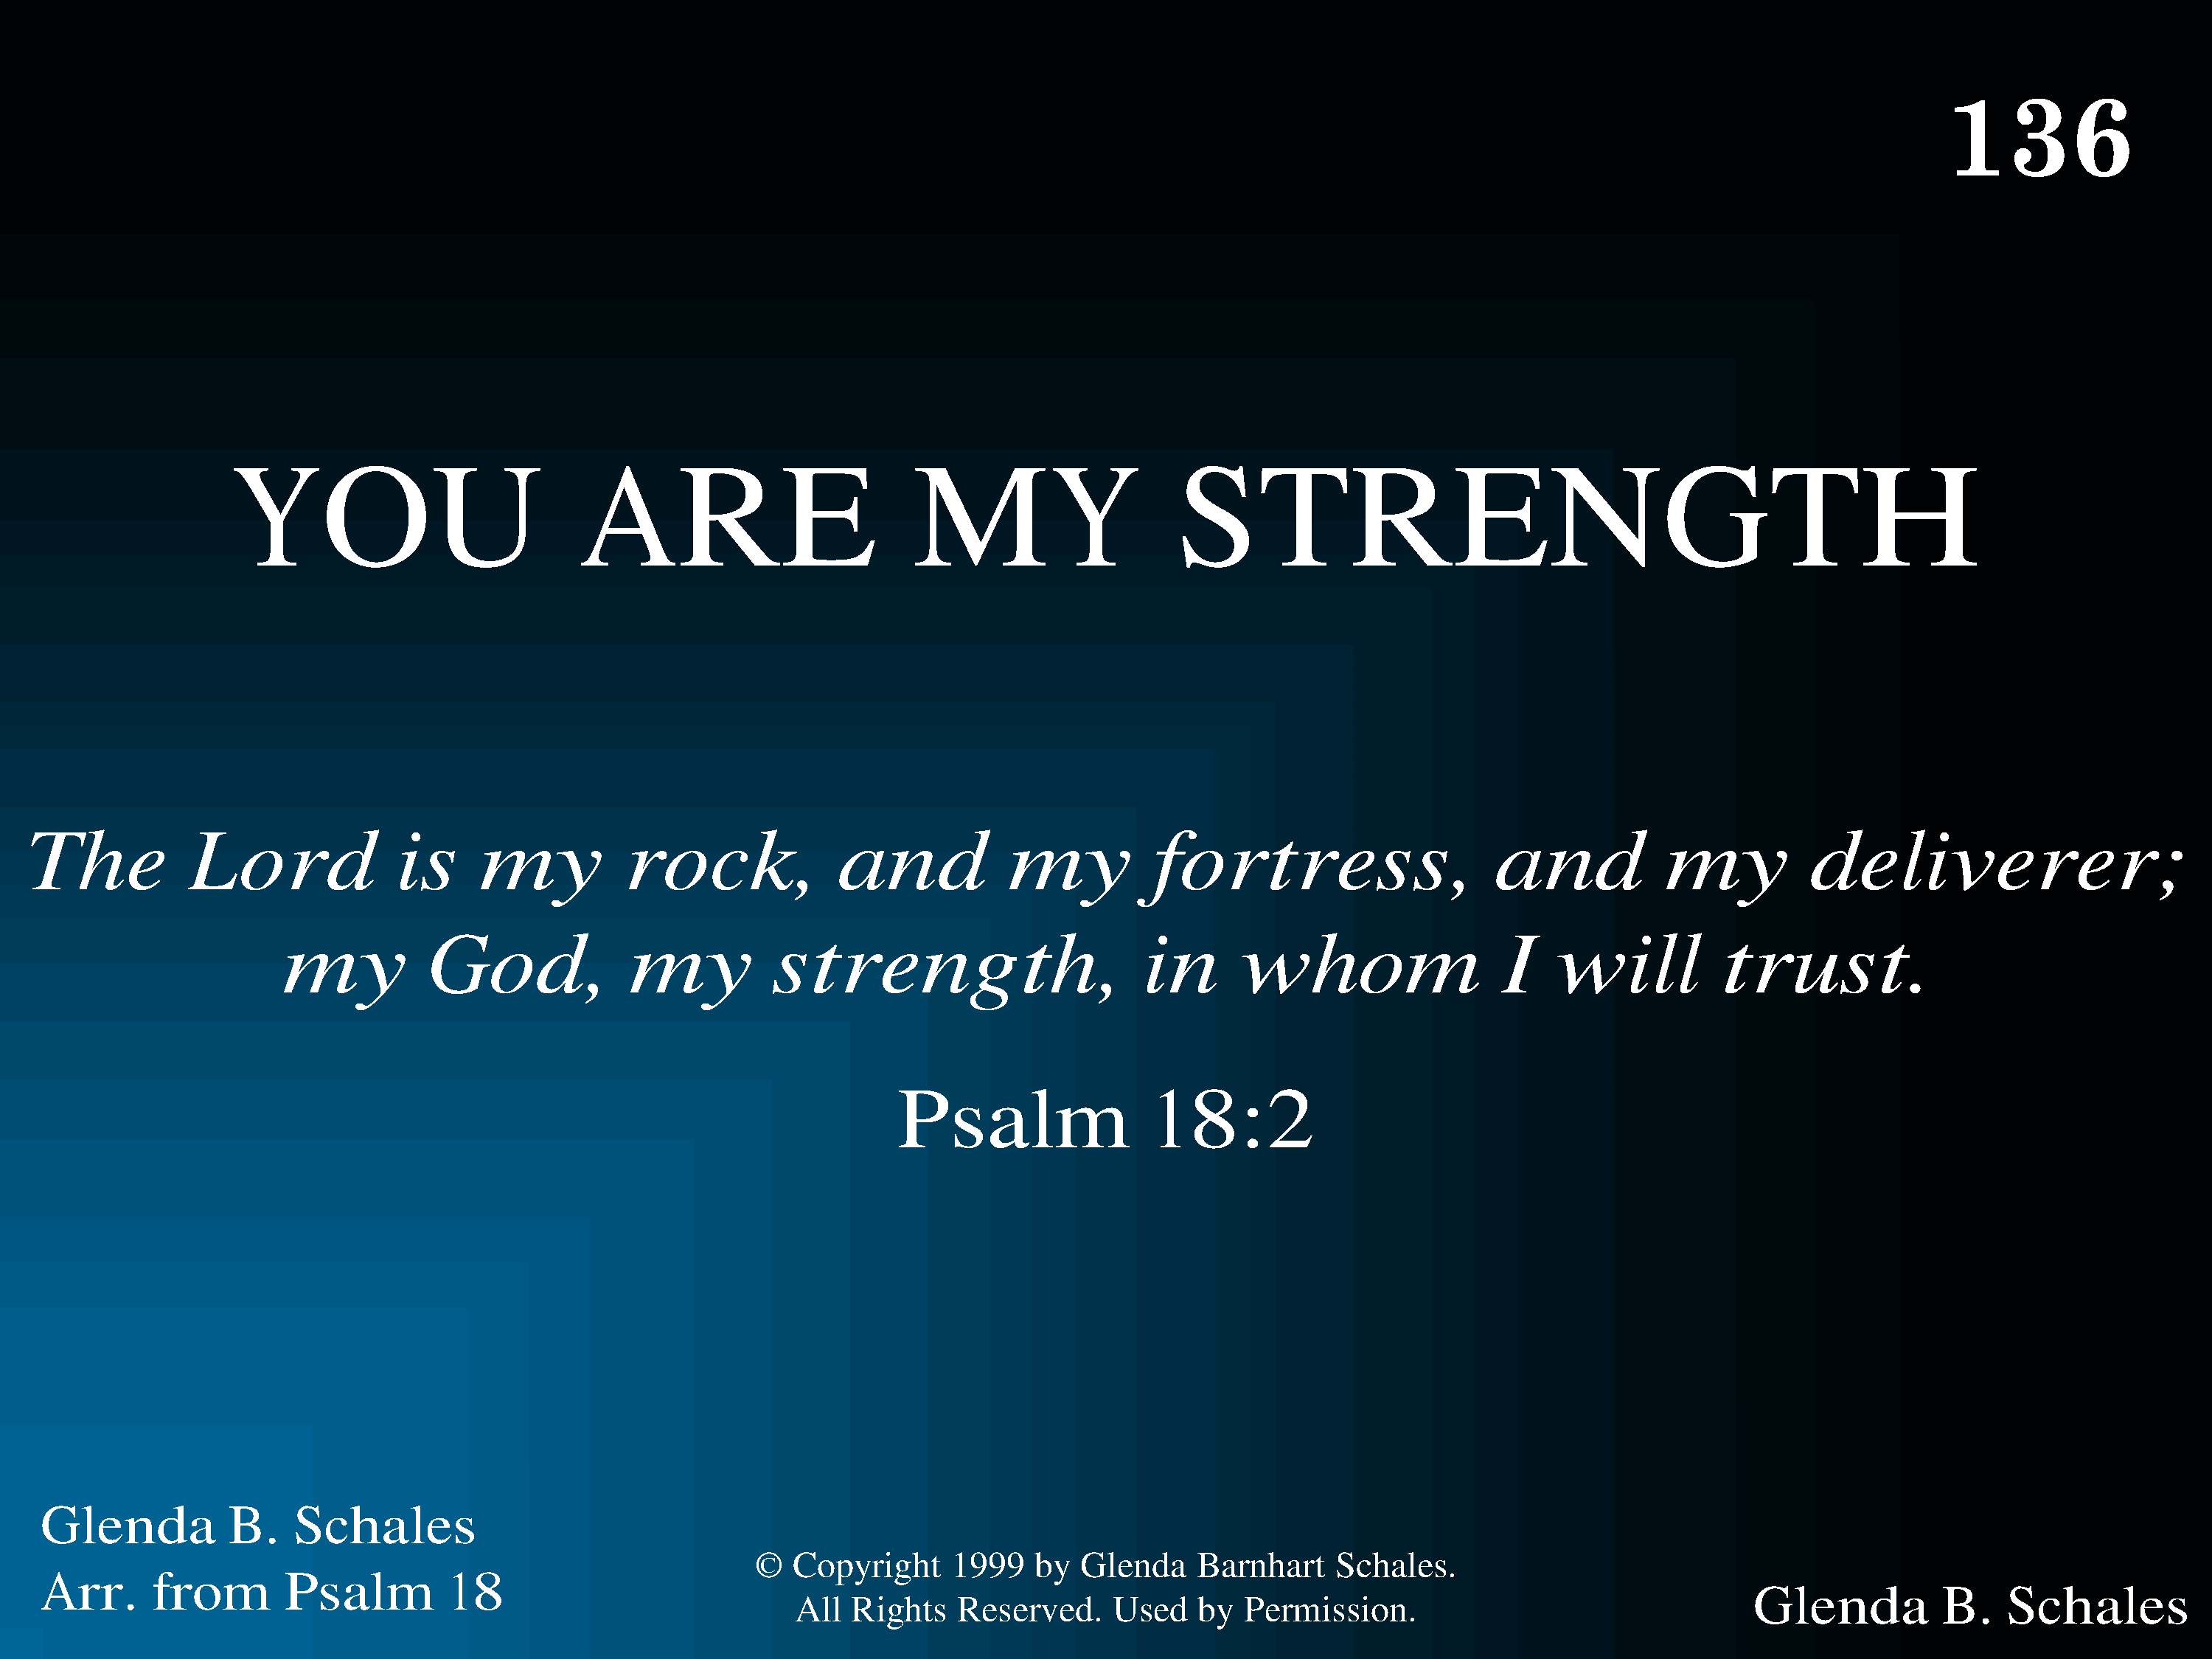 136
YOU ARE MY STRENGTH
The Lord is my rock, and my fortress, and my deliverer;
my God, my strength, in whom I will trust.
Psalm 18:2
Glenda B. Schales
Arr. from Psalm 18
© Copyright 1999 by Glenda Barnhart Schales.
All Rights Reserved. Used by Permission.
Glenda B. Schales